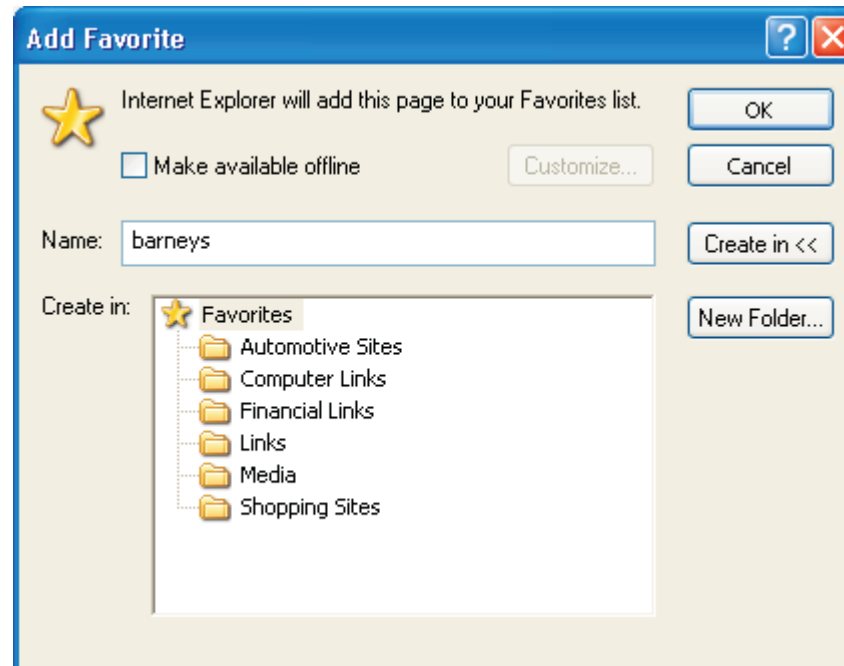 Add Favorite
?
Internet Explorer will add this page to your Favorites list.
OK
Make available offline
Customize...
Cancel
Name: barneys
Create in <<
Create in:
Favorites
New Folder...
Automotive Sites
Computer Links
Financial Links
Links
Media
Shopping Sites